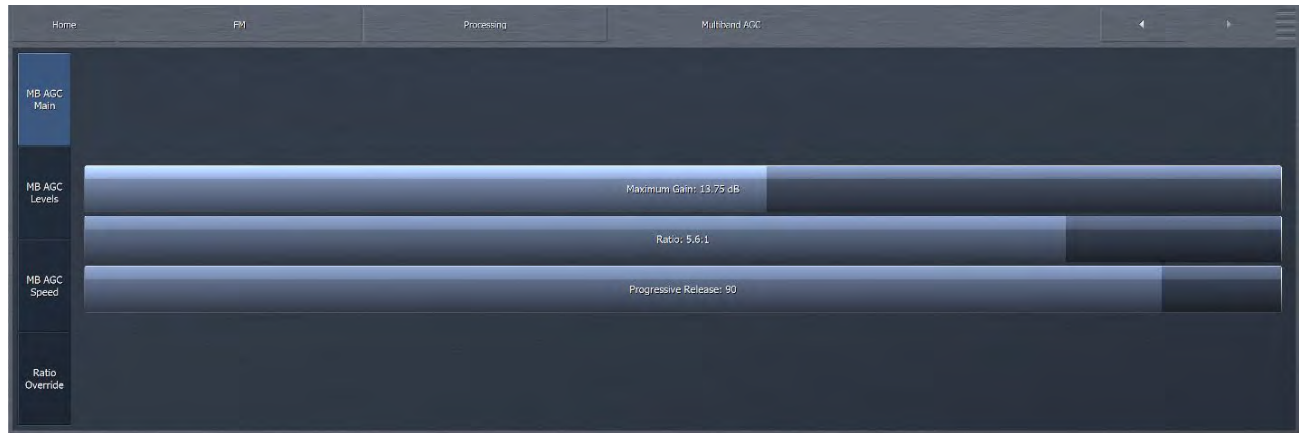 Home
FM
Processing
Multiband AGC
MB AGC
Main
MB AGC
Levels
Maximum Gain: 13.75 dB
Ratio: 5.6:1
MB AGC
Speed
Progressive Release: 90
Ratio
Override